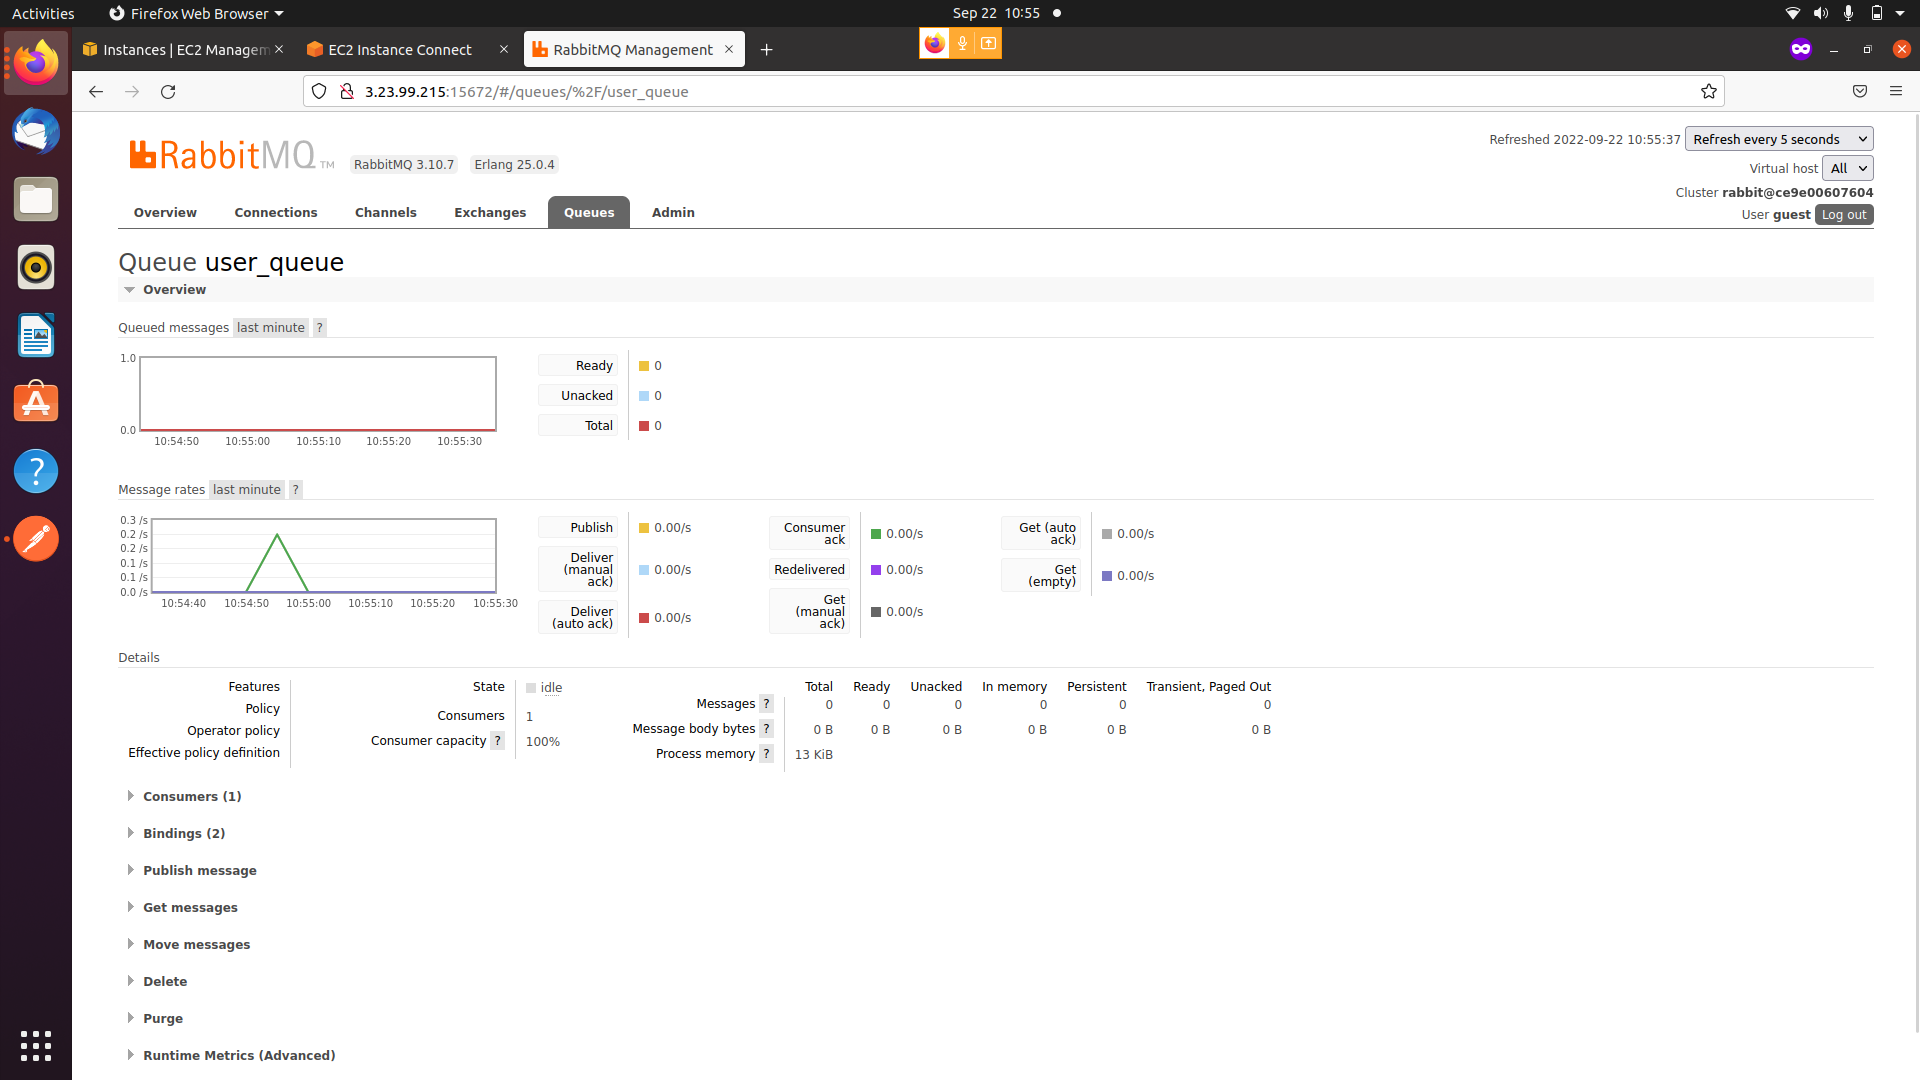 Activities
Firefox Web Browser
Sep 22 10:55
Instances | EC2 Managem
EC2 Instance Connect
RabbitMQ Management
3.23.99.215:15672/#/queues/%2F/user_queue
RabbitMQ TM
RabbitMQ 3.10.7
Erlang 25.0.4
Refreshed 2022-09-22 10:55:37
Refresh every 5 seconds
Virtual host All
Cluster rabbit@ce9e00607604
User guest Log out
Overview
Connections
Channels
Exchanges
Queues
Admin
Queue user_queue
Overview
Queued messages last minute ?
1.0
0.0
10:54:50 10:55:00 10:55:10 10:55:20 10:55:30
Ready 0
Unacked 0
Total 0
Message rates last minute ?
0.3 /s
0.2 /s
0.2 /s
0.1 /s
0.1 /s
0.0 /s
10:54:40 10:54:50 10:55:00 10:55:10 10:55:20 10:55:30
Publish 0.00/s
Deliver (manual ack) 0.00/s
Deliver (auto ack) 0.00/s
Consumer ack 0.00/s
Redelivered 0.00/s
Get (manual ack) 0.00/s
Get (auto ack) 0.00/s
Get (empty) 0.00/s
Details
Features
Policy
Operator policy
Effective policy definition
State idle
Consumers 1
Consumer capacity ? 100%
Total Ready Unacked In memory Persistent Transient, Paged Out
Messages ? 0 0 0 0 0 0
Message body bytes ? 0 B 0 B 0 B 0 B 0 B 0 B
Process memory ? 13 KiB
Consumers (1)
Bindings (2)
Publish message
Get messages
Move messages
Delete
Purge
Runtime Metrics (Advanced)